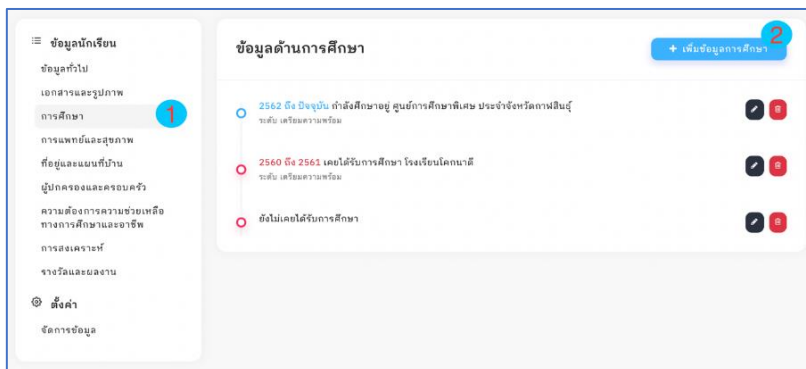 ข้อมูลนักเรียน
ข้อมูลทั่วไป
เอกสารและรูปภาพ
การศึกษา
1
การแพทย์และสุขภาพ
ที่อยู่และแผนที่บ้าน
ผู้ปกครองและครอบครัว
ความต้องการความช่วยเหลือ
ทางการศึกษาและอาชีพ
การสงเคราะห์
รางวัลและผลงาน
ตั้งค่า
จัดการข้อมูล
ข้อมูลด้านการศึกษา
+ เพิ่มข้อมูลการศึกษา
2
2562 ถึง ปัจจุบัน กำลังศึกษาอยู่ ศูนย์การศึกษาพิเศษ ประจำจังหวัดกาฬสินธุ์
ระดับ เตรียมความพร้อม
2560 ถึง 2561 เคยได้รับการศึกษา โรงเรียนโคกนาดี
ระดับ เตรียมความพร้อม
ยังไม่เคยได้รับการศึกษา